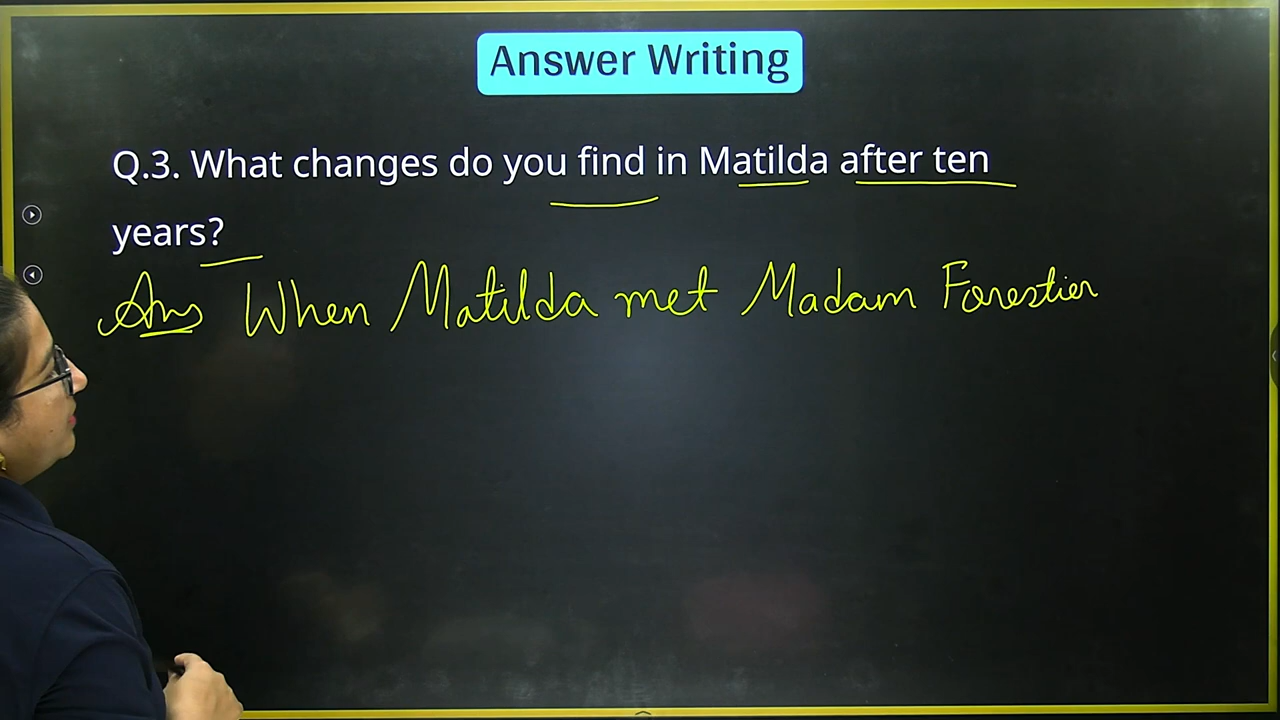 Answer Writing
Q.3. What changes do you find in Matilda after ten
years?
Ans When Matilda met Madam Forestier